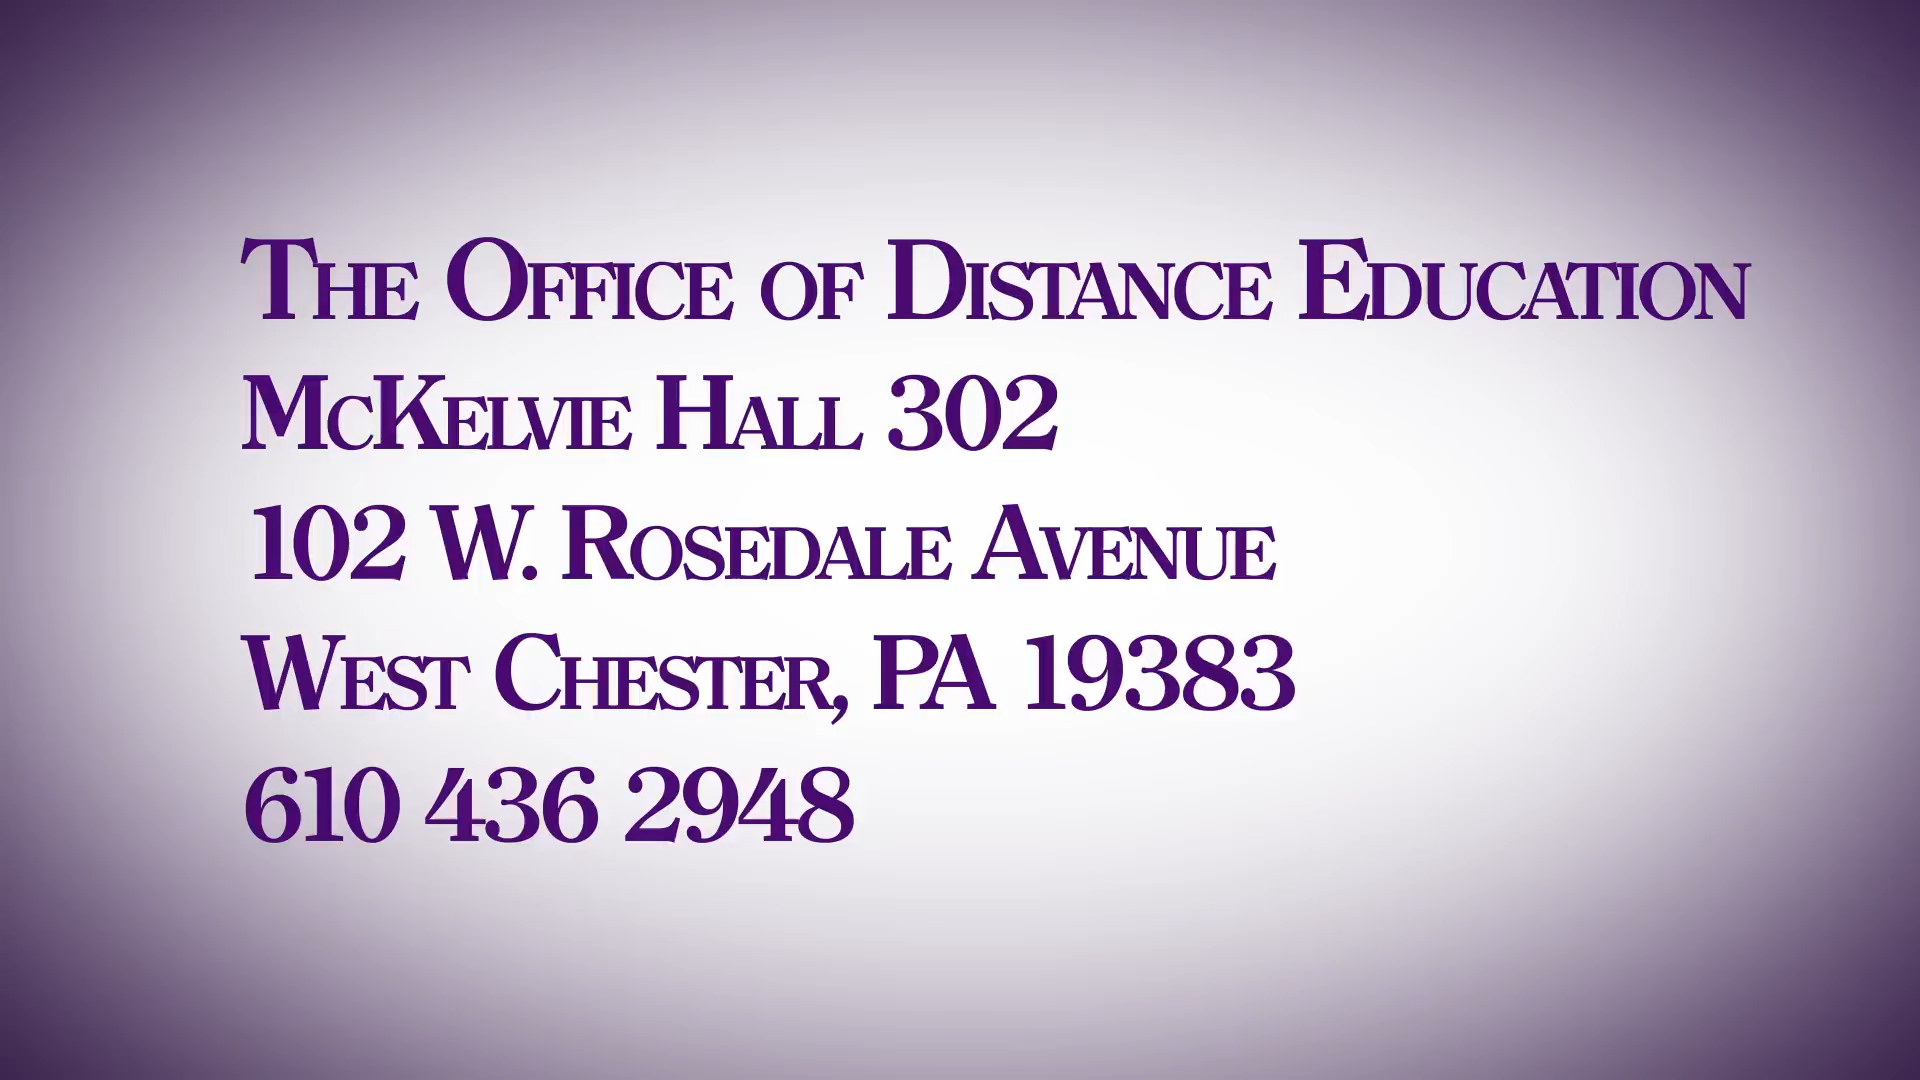 The Office of Distance Education
McKelvie Hall 302
102 W. Rosedale Avenue
West Chester, PA 19383
610 436 2948